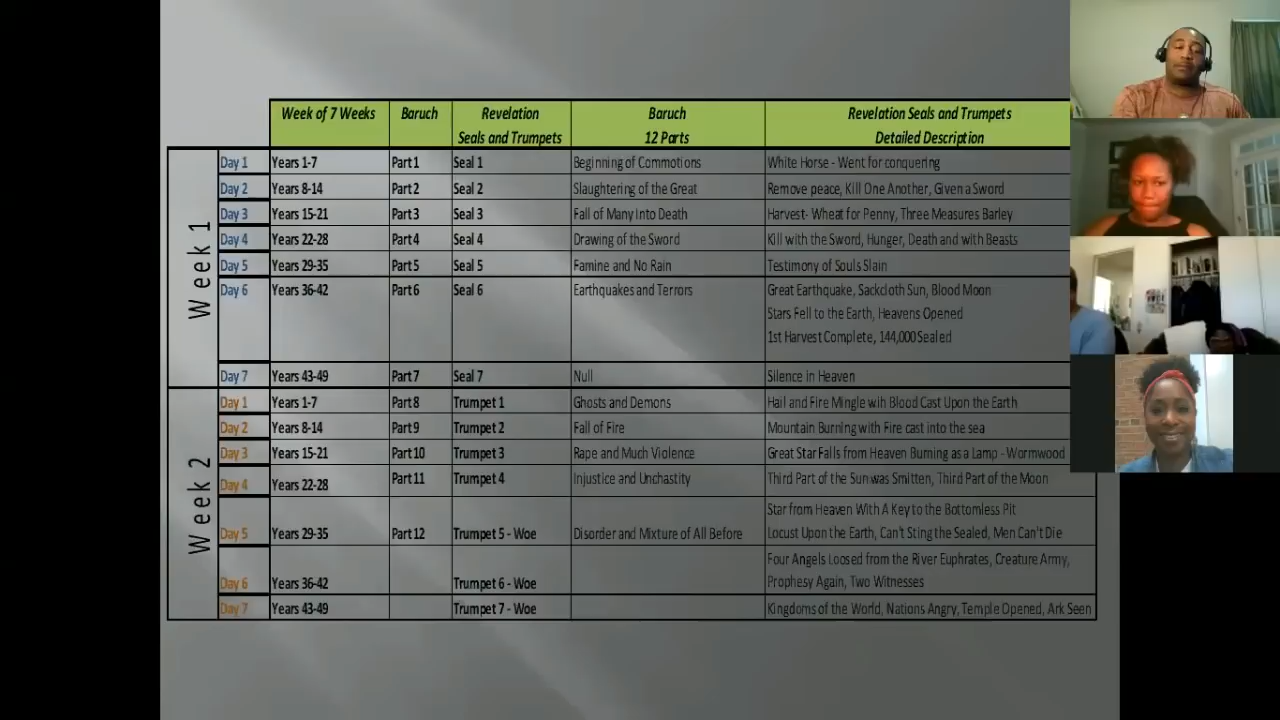 Week of 7 Weeks Baruch Revelation Baruch Revelation Seals and Trumpets
Seals and Trumpets 12 Parts Detailed Description
Week 1
Day 1 Years 1-7 Part 1 Seal 1 Beginning of Commotions White Horse - Went for conquering
Day 2 Years 8-14 Part 2 Seal 2 Slaughtering of the Great Remove peace, Kill One Another, Given a Sword
Day 3 Years 15-21 Part 3 Seal 3 Fall of Many Into Death Harvest- Wheat for Penny, Three Measures Barley
Day 4 Years 22-28 Part 4 Seal 4 Drawing of the Sword Kill with the Sword, Hunger, Death and with Beasts
Day 5 Years 29-35 Part 5 Seal 5 Famine and No Rain Testimony of Souls Slain
Day 6 Years 36-42 Part 6 Seal 6 Earthquakes and Terrors Great Earthquake, Sackcloth Sun, Blood Moon
Stars Fell to the Earth, Heavens Opened
1st Harvest Complete, 144,000 Sealed
Day 7 Years 43-49 Part 7 Seal 7 Null Silence in Heaven
Week 2
Day 1 Years 1-7 Part 8 Trumpet 1 Ghosts and Demons Hail and Fire Mingle wih Blood Cast Upon the Earth
Day 2 Years 8-14 Part 9 Trumpet 2 Fall of Fire Mountain Burning with Fire cast into the sea
Day 3 Years 15-21 Part 10 Trumpet 3 Rape and Much Violence Great Star Falls from Heaven Burning as a Lamp - Wormwood
Day 4 Years 22-28 Part 11 Trumpet 4 Injustice and Unchastity Third Part of the Sun was Smitten, Third Part of the Moon
Star from Heaven With A Key to the Bottomless Pit
Day 5 Years 29-35 Part 12 Trumpet 5 - Woe Disorder and Mixture of All Before Locust Upon the Earth, Can't Sting the Sealed, Men Can't Die
Four Angels Loosed from the River Euphrates, Creature Army,
Day 6 Years 36-42 Trumpet 6 - Woe Prophesy Again, Two Witnesses
Day 7 Years 43-49 Trumpet 7 - Woe Kingdoms of the World, Nations Angry, Temple Opened, Ark Seen